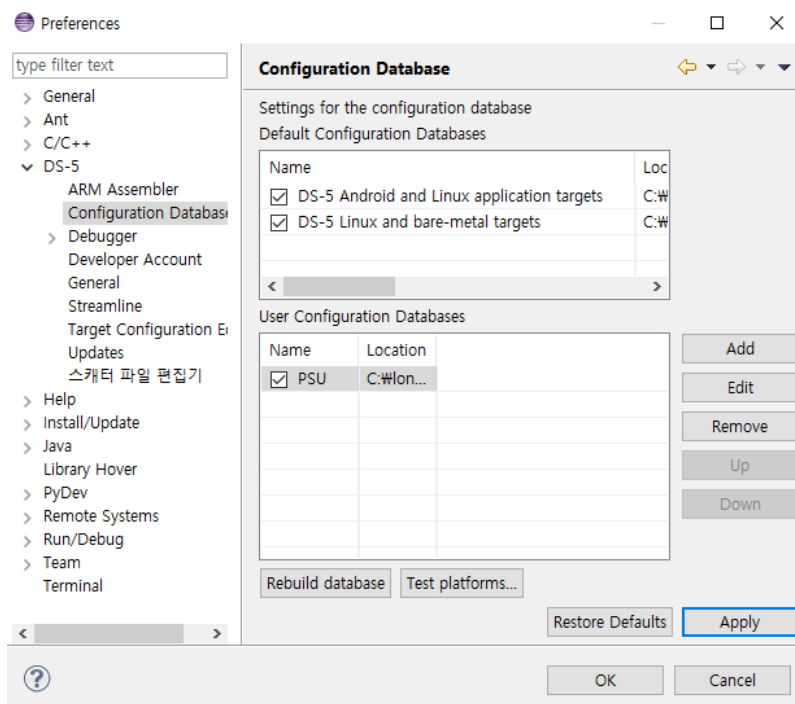 Preferences
type filter text
General
Ant
C/C++
DS-5
ARM Assembler
Configuration Databas
Debugger
Developer Account
General
Streamline
Target Configuration E
Updates
스캐터 파일 편집기
Help
Install/Update
Java
Library Hover
PyDev
Remote Systems
Run/Debug
Team
Terminal
Configuration Database
Settings for the configuration database
Default Configuration Databases
Name Loc
DS-5 Android and Linux application targets C:₩
DS-5 Linux and bare-metal targets C:₩
User Configuration Databases
Name Location
PSU C:₩lon...
Add
Edit
Remove
Up
Down
Rebuild database Test platforms...
Restore Defaults Apply
OK Cancel